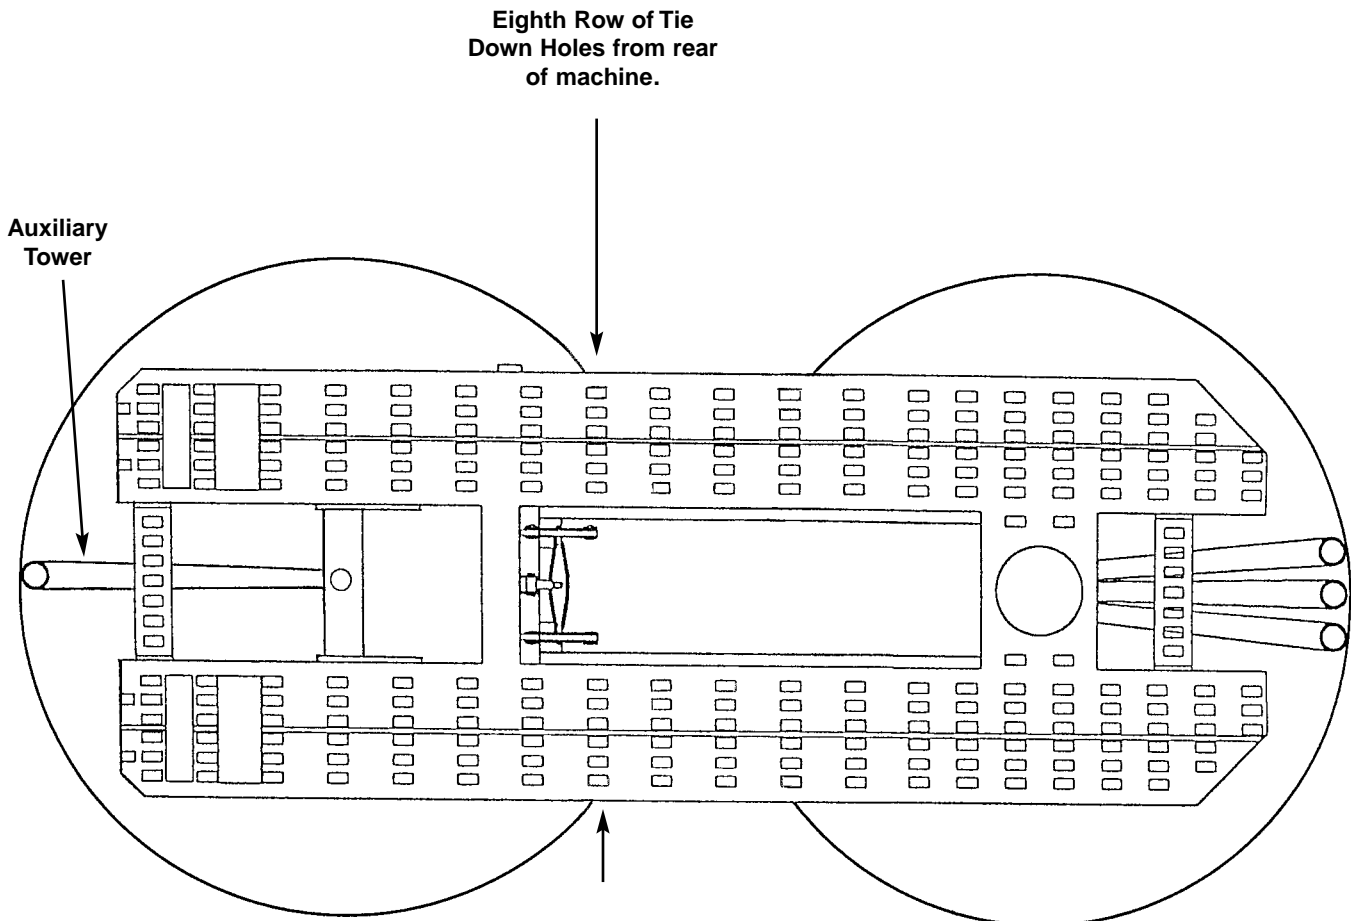 Eighth Row of Tie
Down Holes from rear
of machine.
Auxiliary
Tower